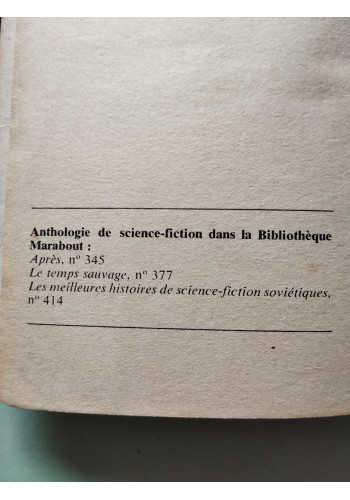 Anthologie de science-fiction dans la Bibliothèque
Marabout :
Après, n° 345
Le temps sauvage, n° 377
Les meilleures histoires de science-fiction soviétiques,
n° 414